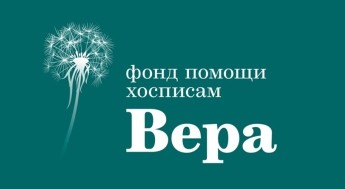 фонд помощи
хосписам
Вера